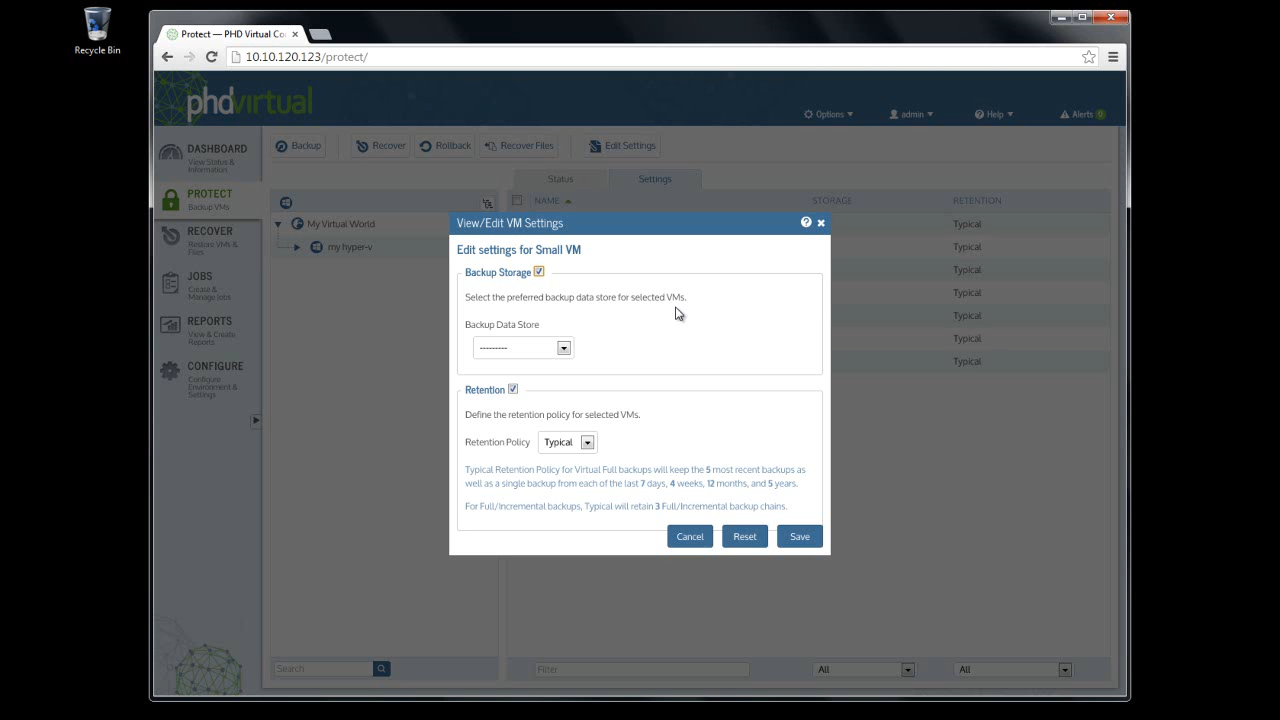 Recycle Bin
Protect — PHD Virtual Co
10.10.120.123/protect/
phdvirtual
Options
admin
Help
Alerts 0
DASHBOARD
View Status &
Information
PROTECT
Backup VMs
RECOVER
Restore VMs &
Files
JOBS
Create &
Manage Jobs
REPORTS
View & Create
Reports
CONFIGURE
Configure
Environment &
Settings
Backup
Recover
Rollback
Recover Files
Edit Settings
Status
Settings
NAME
STORAGE
RETENTION
My Virtual World
my hyper-v
Typical
Typical
Typical
Typical
Typical
Typical
Typical
View/Edit VM Settings
Edit settings for Small VM
Backup Storage
Select the preferred backup data store for selected VMs.
Backup Data Store
---------
Retention
Define the retention policy for selected VMs.
Retention Policy Typical
Typical Retention Policy for Virtual Full backups will keep the 5 most recent backups as
well as a single backup from each of the last 7 days, 4 weeks, 12 months, and 5 years.
For Full/Incremental backups, Typical will retain 3 Full/Incremental backup chains.
Cancel
Reset
Save
Search
Filter
All
All